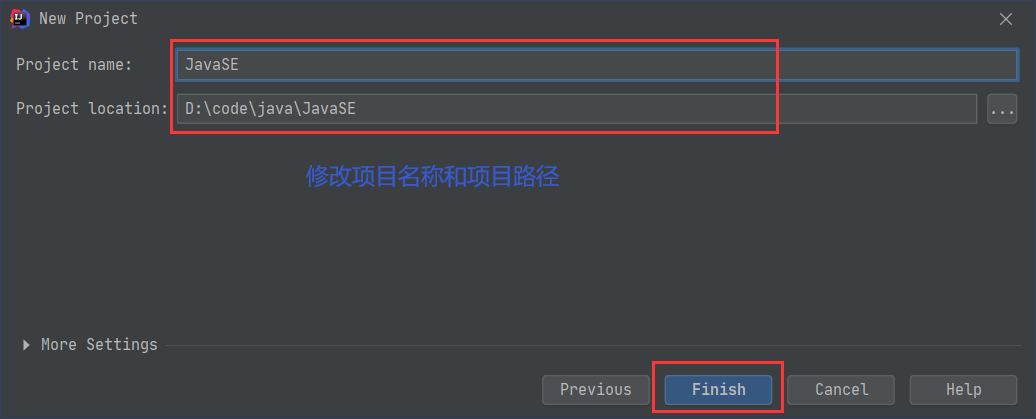 New Project
Project name: JavaSE
Project location: D:\code\java\JavaSE ...
修改项目名称和项目路径
More Settings
Previous Finish Cancel Help